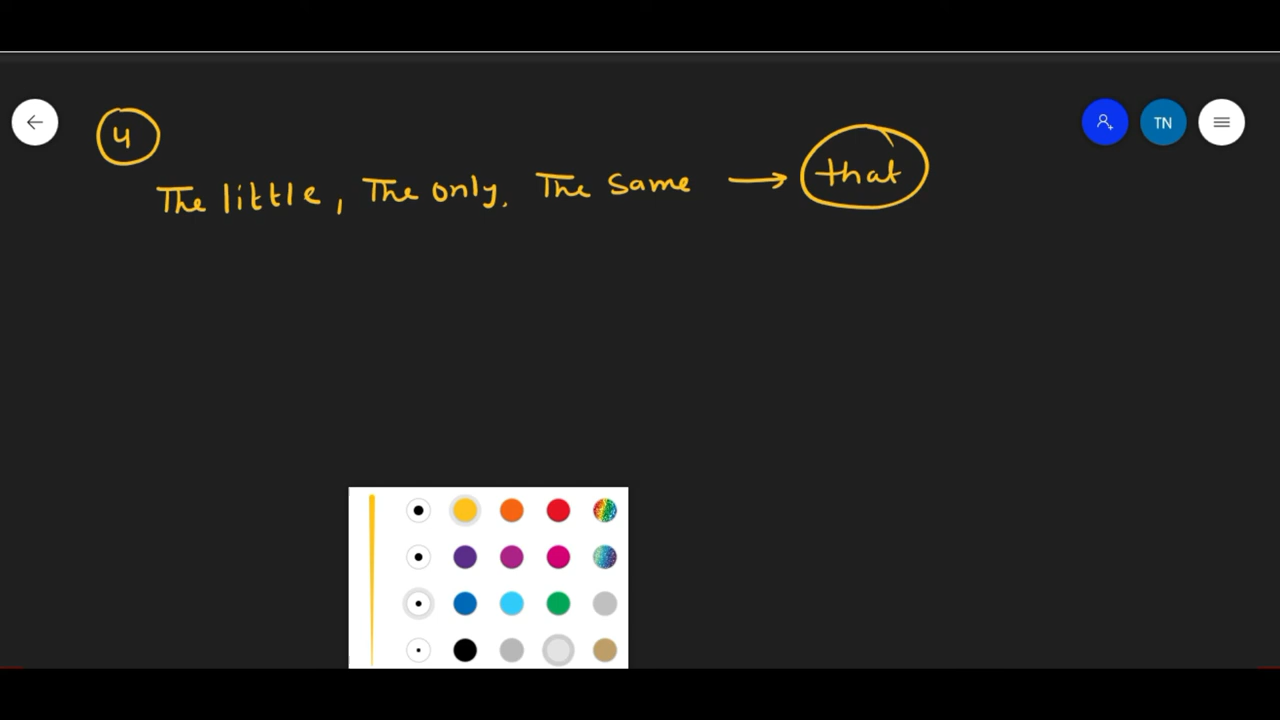 4
TN
The little, The only, The same → that